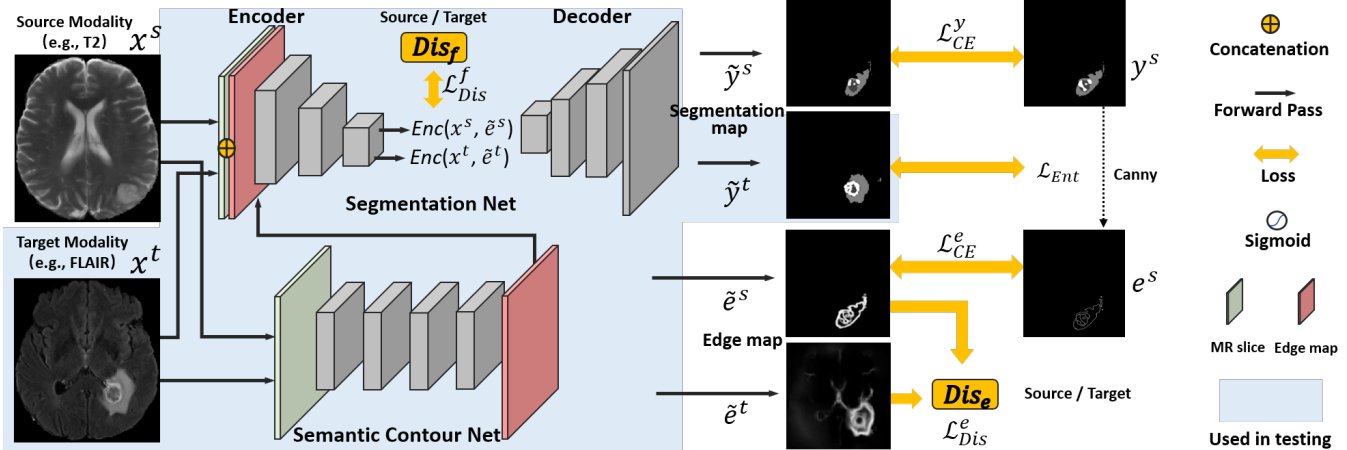 Source Modality
(e.g., T2) x^s
Encoder
Source / Target
Decoder
Dis_f
ℒ^f_Dis
Enc(x^s, ẽ^s)
Enc(x^t, ẽ^t)
Segmentation Net
Target Modality
(e.g., FLAIR) x^t
Semantic Contour Net
ỹ^s
Segmentation
map
ỹ^t
ℒ^y_CE
y^s
ℒ_Ent
Canny
ẽ^s
Edge map
ẽ^t
ℒ^e_CE
e^s
Dis_e
Source / Target
ℒ^e_Dis
Concatenation
Forward Pass
Loss
Sigmoid
MR slice Edge map
Used in testing